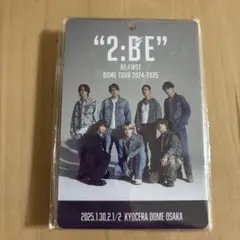 “2:BE”
BE:FIRST
DOME TOUR 2024-2025
2025.1.30,2.1/2 KYOCERA DOME OSAKA